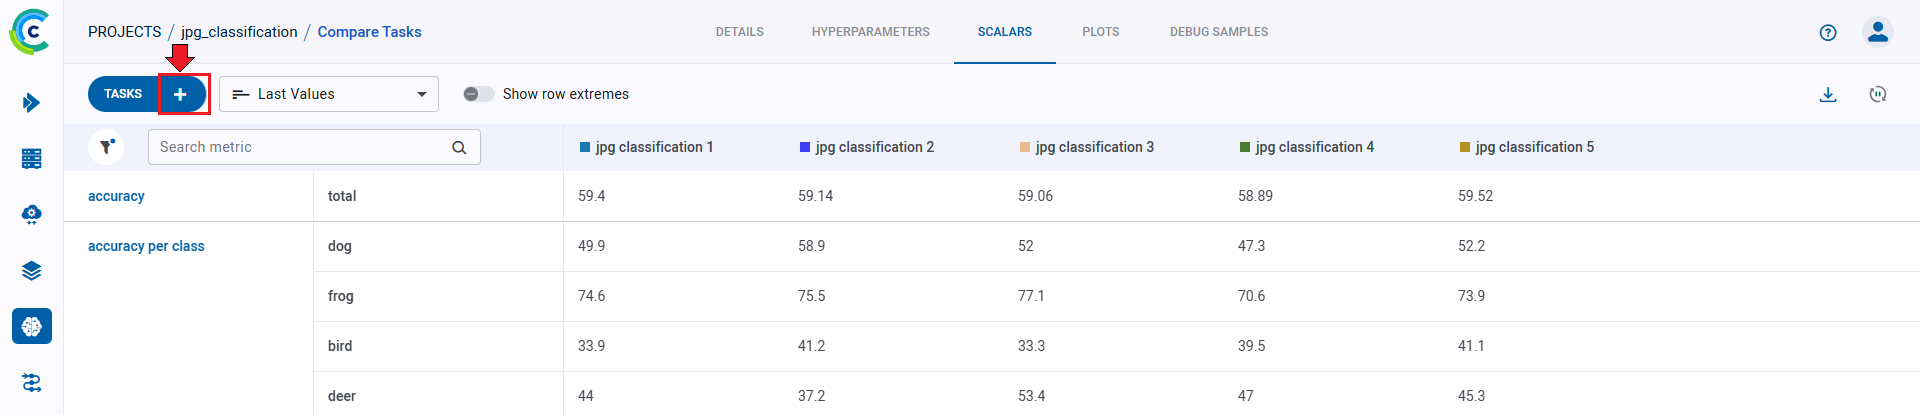 PROJECTS / jpg_classification / Compare Tasks
DETAILS HYPERPARAMETERS SCALARS PLOTS DEBUG SAMPLES
TASKS + Last Values Show row extremes
Search metric jpg classification 1 jpg classification 2 jpg classification 3 jpg classification 4 jpg classification 5
accuracy total 59.4 59.14 59.06 58.89 59.52
accuracy per class dog 49.9 58.9 52 47.3 52.2
frog 74.6 75.5 77.1 70.6 73.9
bird 33.9 41.2 33.3 39.5 41.1
deer 44 37.2 53.4 47 45.3